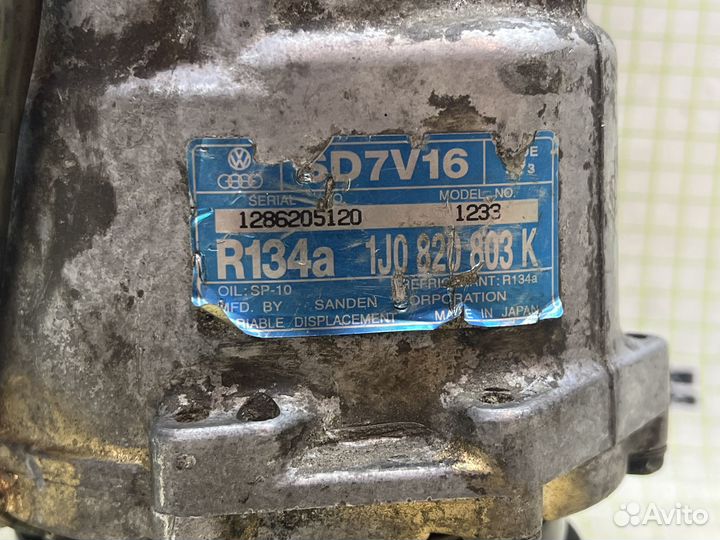 SD7V16
SERIAL NO.
MODEL NO.
1286205120
1233
R134a 1J0 820 803 K
OIL: SP-10
REFRIGERANT: R134a
MFD. BY SANDEN CORPORATION
VARIABLE DISPLACEMENT MADE IN JAPAN
Avito